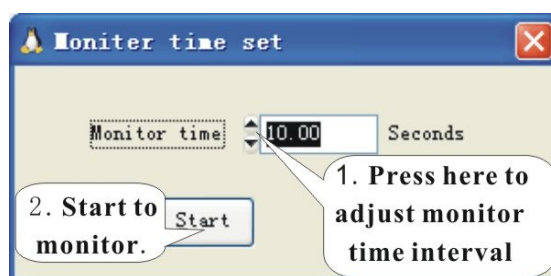 Moniter time set
Monitor time 10.00 Seconds
1. Press here to
adjust monitor
time interval
2. Start to
monitor.
Start